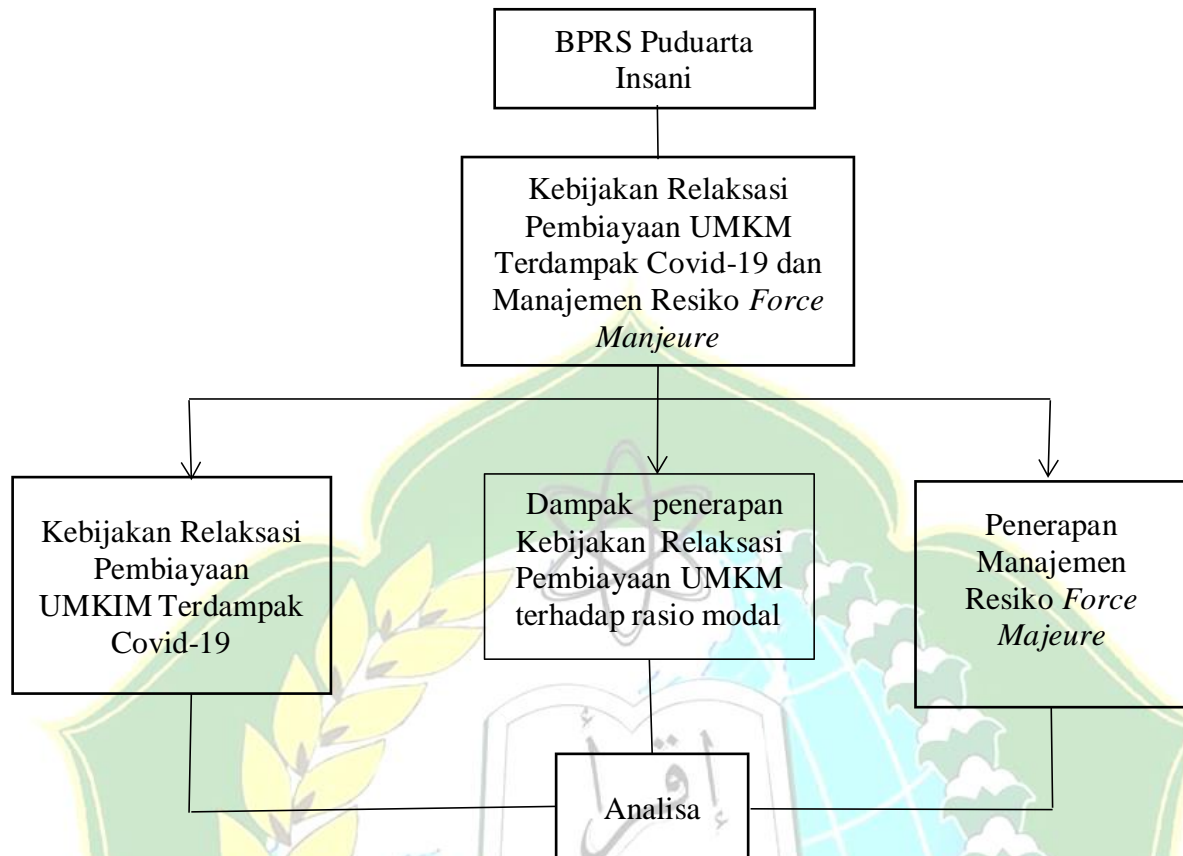 BPRS Puduarta
Insani
Kebijakan Relaksasi
Pembiayaan UMKM
Terdampak Covid-19 dan
Manajemen Resiko Force
Manjeure
Kebijakan Relaksasi
Pembiayaan
UMKIM Terdampak
Covid-19
Dampak penerapan
Kebijakan Relaksasi
Pembiayaan UMKM
terhadap rasio modal
Penerapan
Manajemen
Resiko Force
Majeure
إقرأ
Analisa